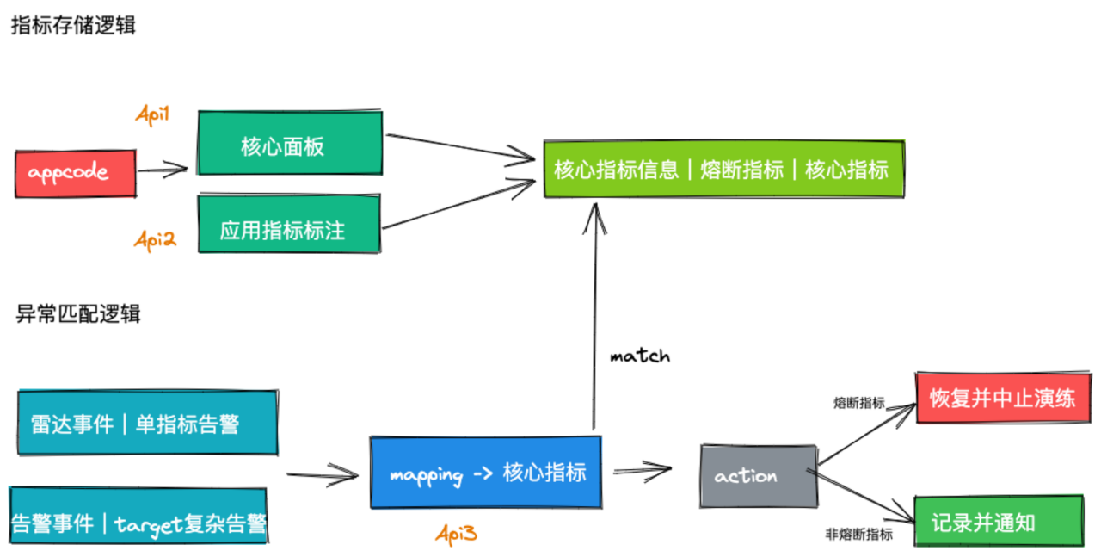 指标存储逻辑
Api1
核心面板
appcode
核心指标信息｜熔断指标｜核心指标
Api2
应用指标标注
异常匹配逻辑
match
雷达事件｜单指标告警
熔断指标
恢复并中止演练
mapping -> 核心指标
action
告警事件｜target复杂告警
Api3
非熔断指标
记录并通知